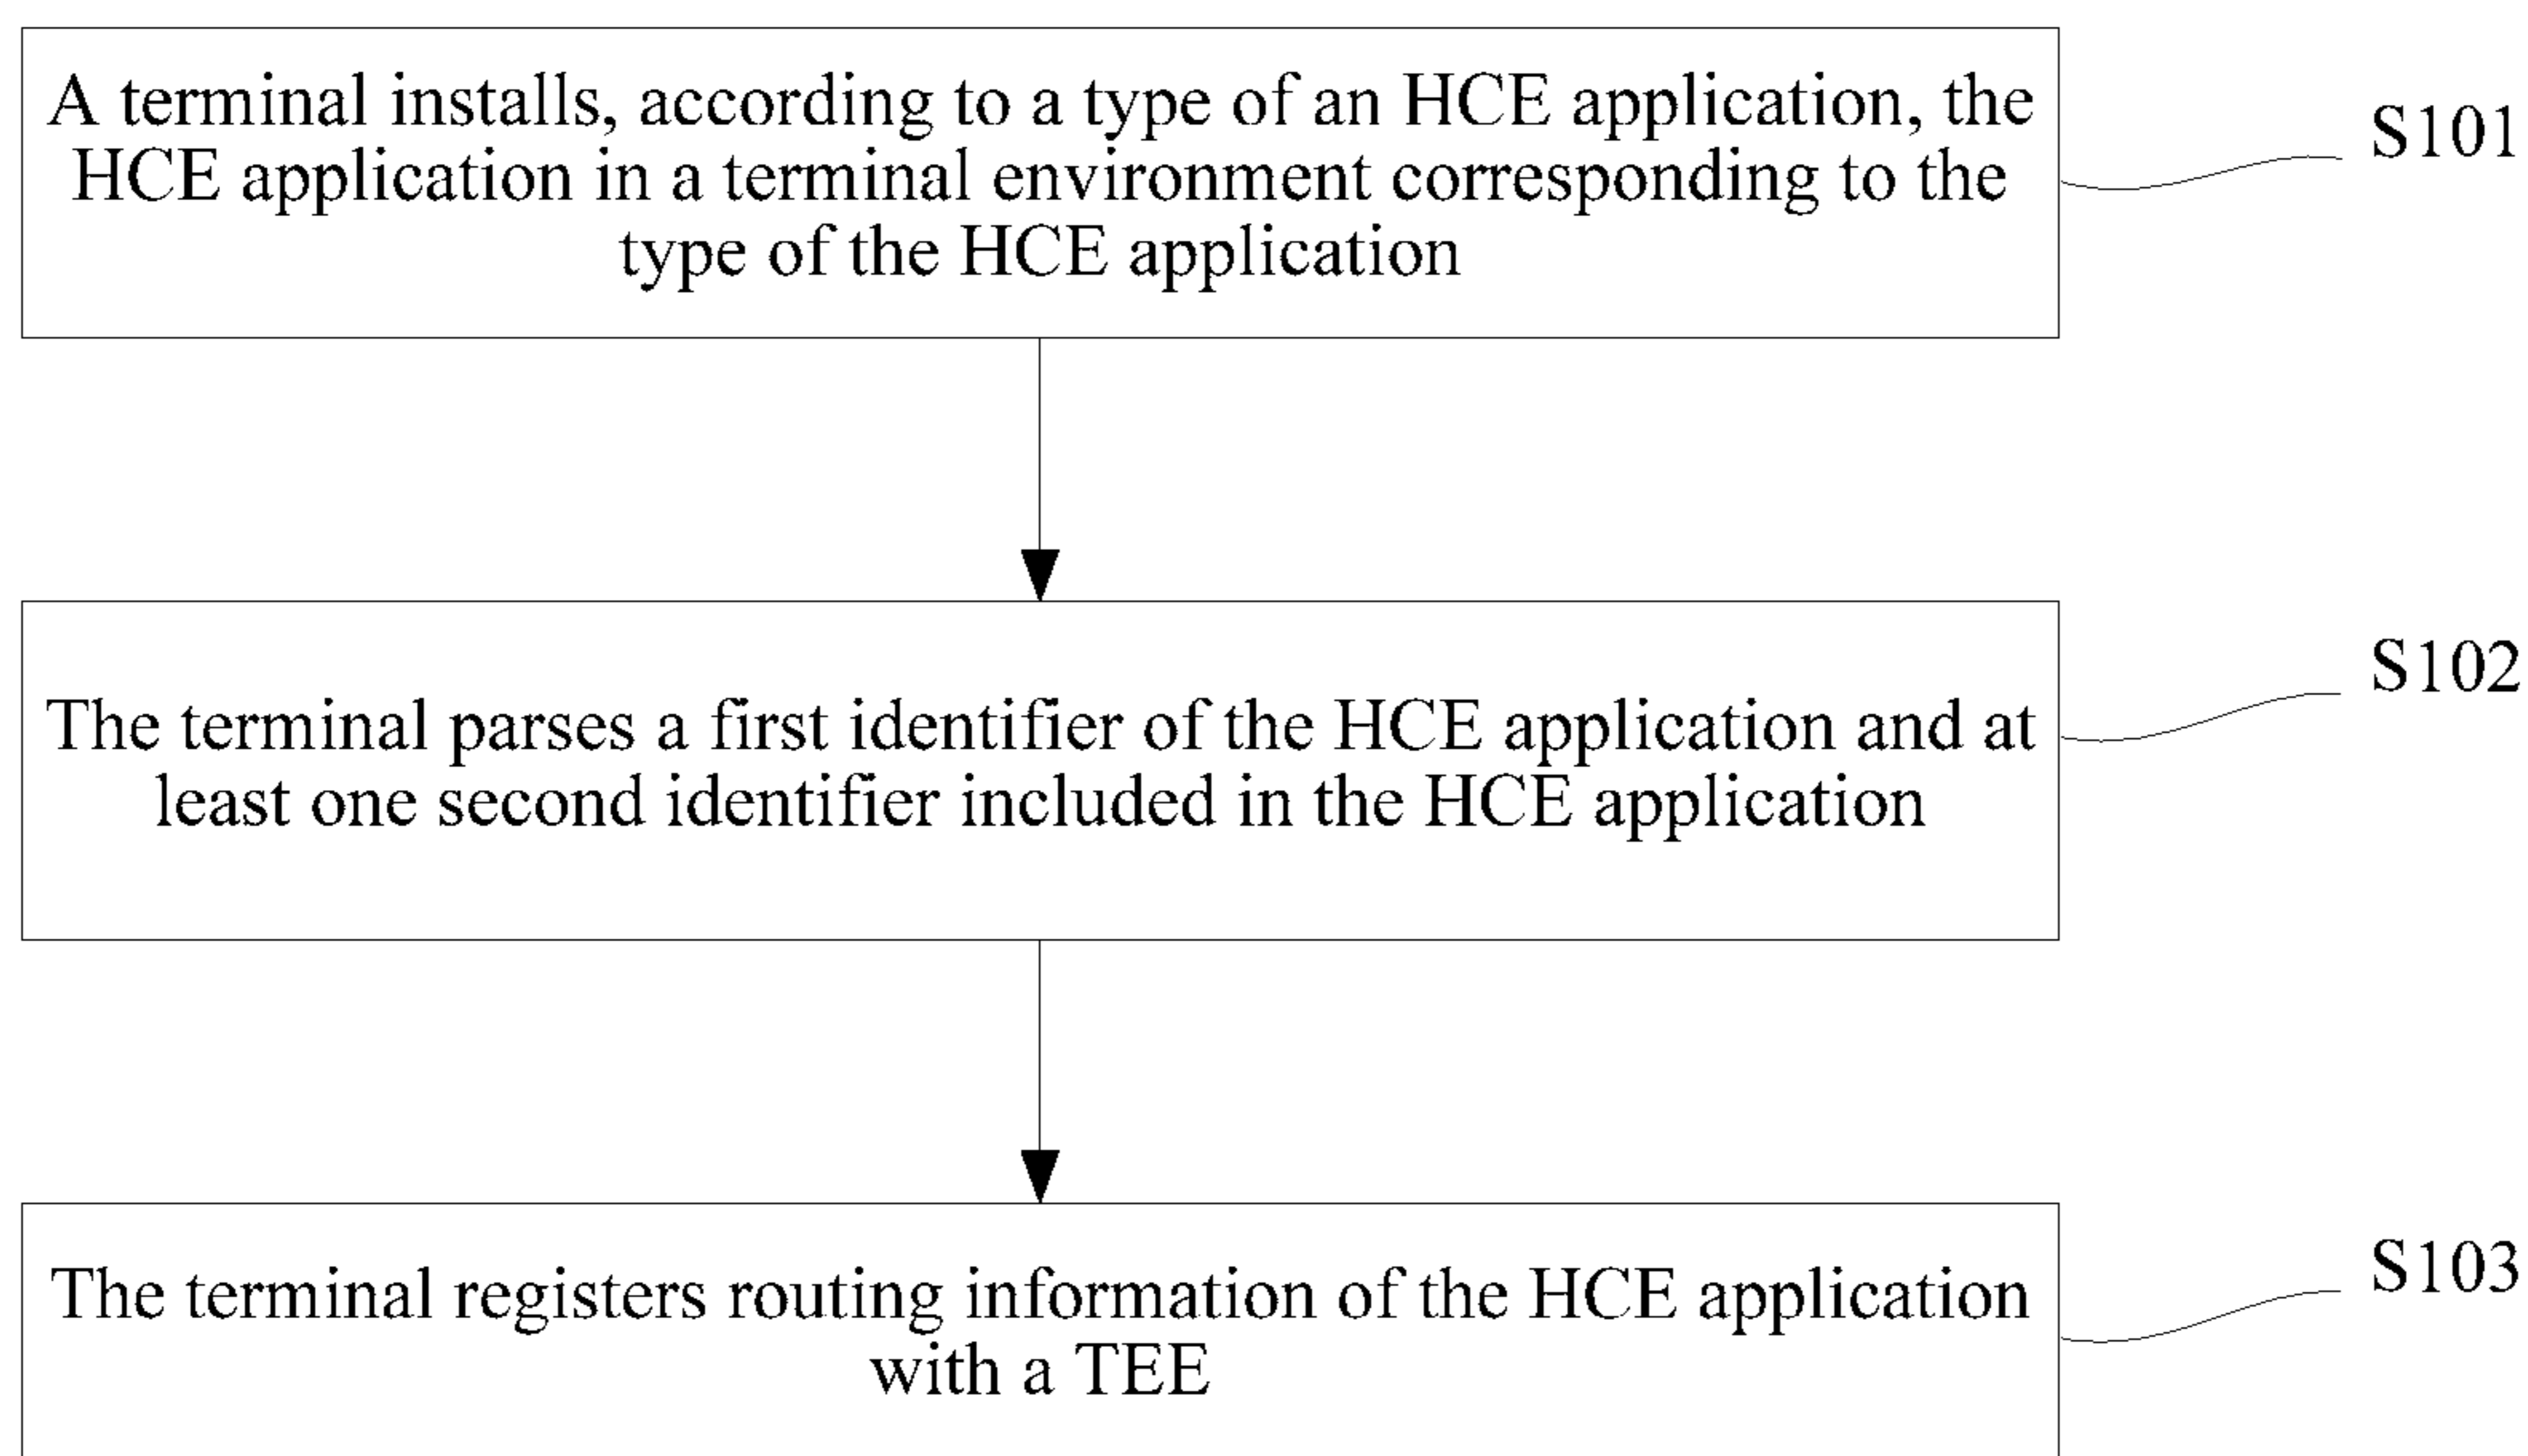 A terminal installs, according to a type of an HCE application, the
HCE application in a terminal environment corresponding to the
type of the HCE application
S101
The terminal parses a first identifier of the HCE application and at
least one second identifier included in the HCE application
S102
The terminal registers routing information of the HCE application
with a TEE
S103